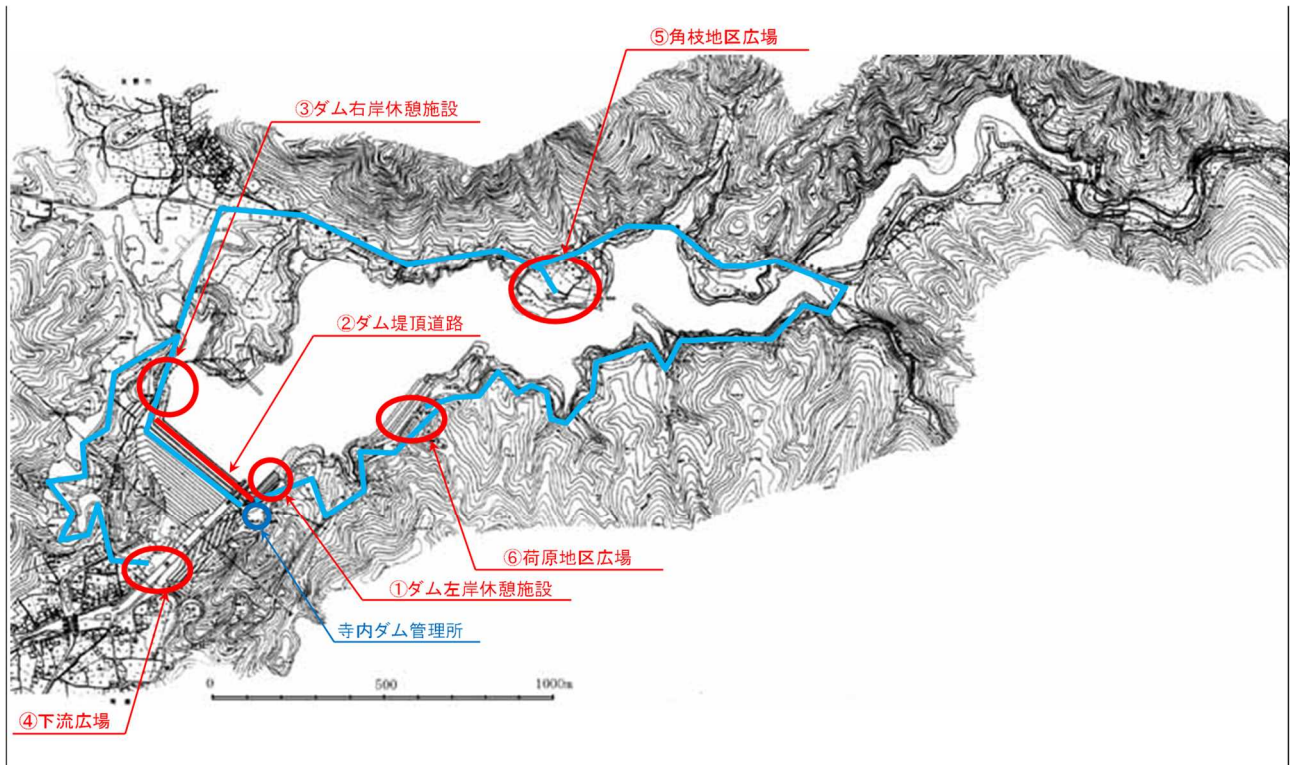 ⑤角枝地区広場
③ダム右岸休憩施設
②ダム堤頂道路
⑥荷原地区広場
①ダム左岸休憩施設
寺内ダム管理所
0 500 1000m
④下流広場